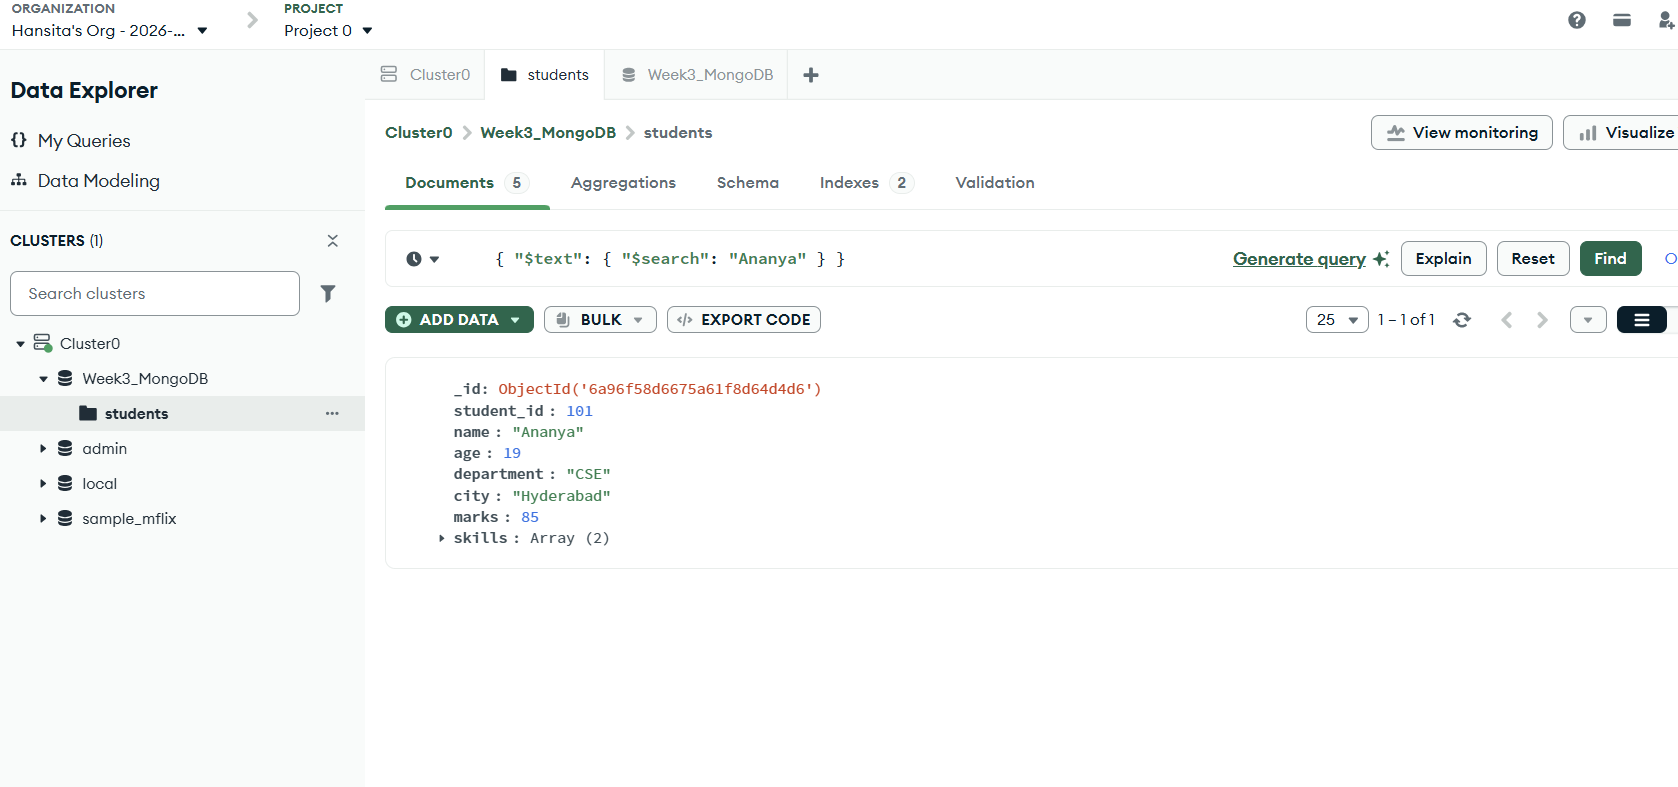 ORGANIZATION
Hansita's Org - 2026-...
PROJECT
Project 0
Data Explorer
My Queries
Data Modeling
CLUSTERS (1)
Search clusters
Cluster0
Week3_MongoDB
students
admin
local
sample_mflix
Cluster0
students
Week3_MongoDB
Cluster0 > Week3_MongoDB > students
View monitoring
Visualize
Documents 5
Aggregations
Schema
Indexes 2
Validation
{ "$text": { "$search": "Ananya" } }
Generate query
Explain
Reset
Find
ADD DATA
BULK
EXPORT CODE
25
1 – 1 of 1
_id: ObjectId('6a96f58d6675a61f8d64d4d6')
student_id : 101
name : "Ananya"
age : 19
department : "CSE"
city : "Hyderabad"
marks : 85
skills : Array (2)